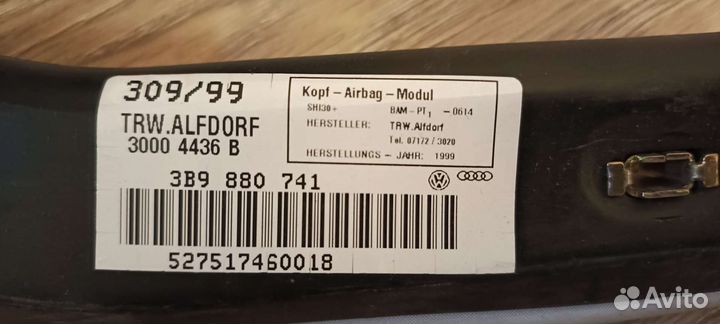 309/99
TRW.ALFDORF
3000 4436 B
Kopf - Airbag - Modul
SHI30+ BAM - PT1 - 0614
HERSTELLER: TRW.Alfdorf
Tel. 07172 / 3020
HERSTELLUNGS - JAHR: 1999
3B9 880 741
527517460018
Avito